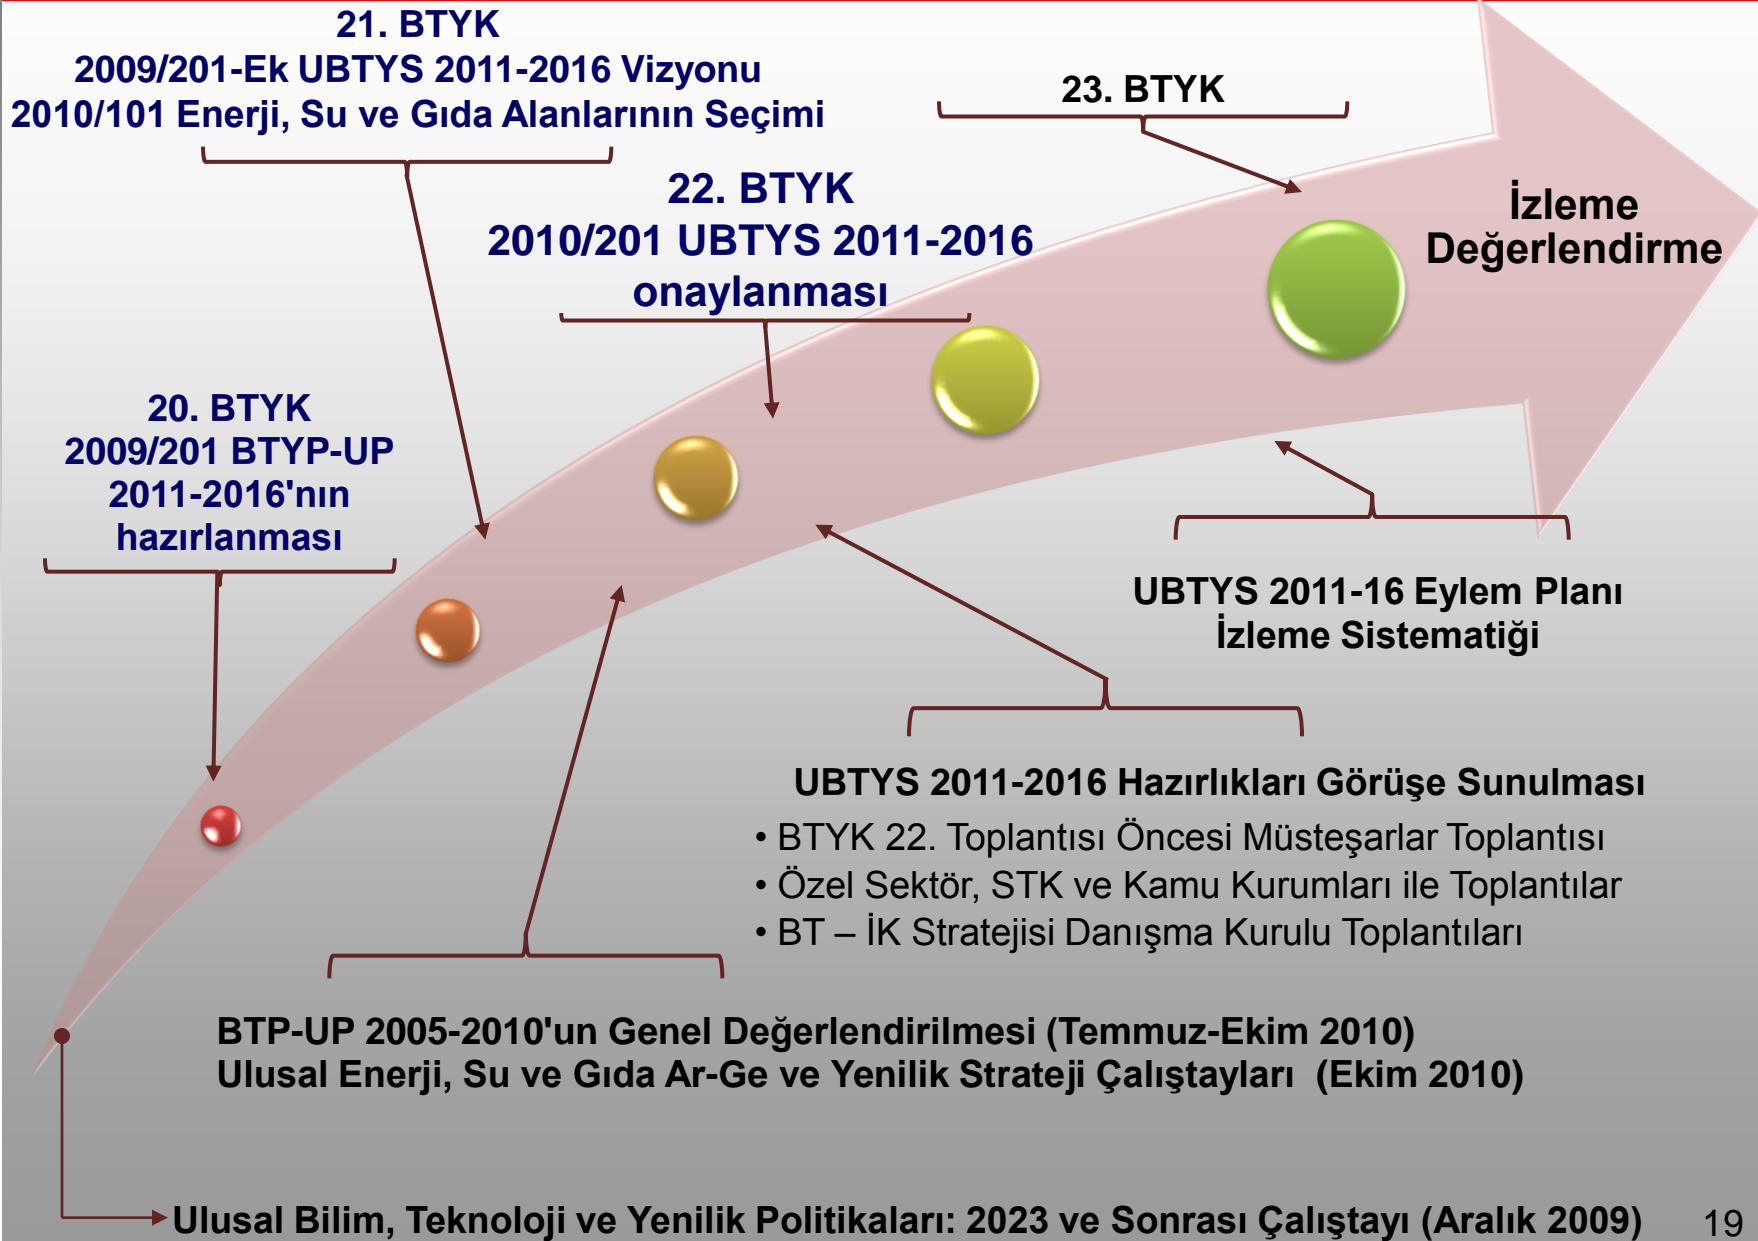 21. BTYK
2009/201-Ek UBTYS 2011-2016 Vizyonu
2010/101 Enerji, Su ve Gıda Alanlarının Seçimi
23. BTYK
22. BTYK
2010/201 UBTYS 2011-2016
onaylanması
İzleme
Değerlendirme
20. BTYK
2009/201 BTYP-UP
2011-2016'nın
hazırlanması
UBTYS 2011-16 Eylem Planı
İzleme Sistematiği
UBTYS 2011-2016 Hazırlıkları Görüşe Sunulması
• BTYK 22. Toplantısı Öncesi Müsteşarlar Toplantısı
• Özel Sektör, STK ve Kamu Kurumları ile Toplantılar
• BT – İK Stratejisi Danışma Kurulu Toplantıları
BTP-UP 2005-2010'un Genel Değerlendirilmesi (Temmuz-Ekim 2010)
Ulusal Enerji, Su ve Gıda Ar-Ge ve Yenilik Strateji Çalıştayları (Ekim 2010)
Ulusal Bilim, Teknoloji ve Yenilik Politikaları: 2023 ve Sonrası Çalıştayı (Aralık 2009)
19